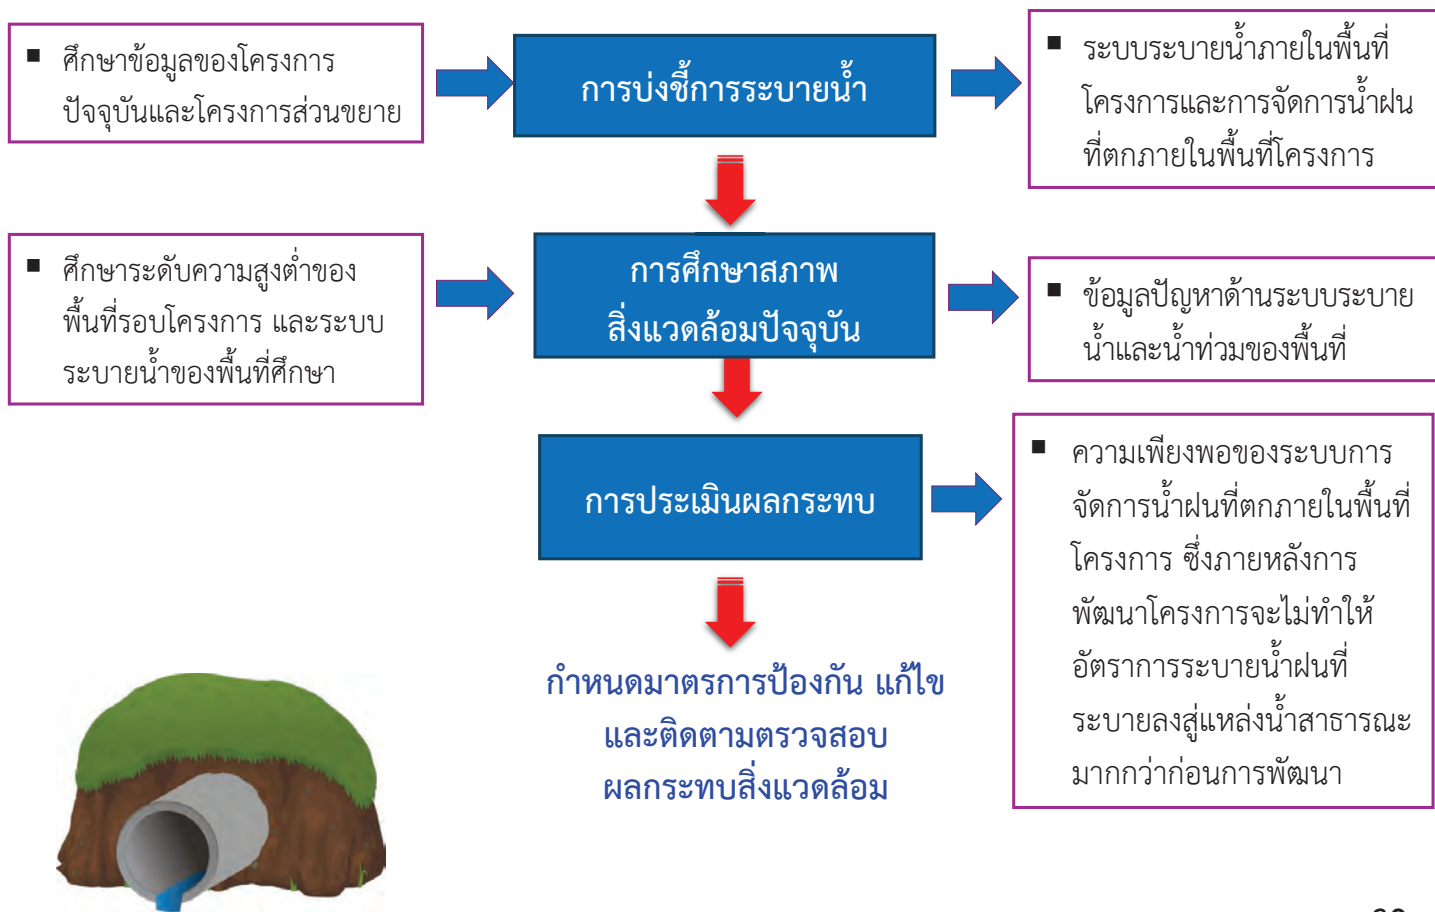 ▪ ศึกษาข้อมูลของโครงการ
ปัจจุบันและโครงการส่วนขยาย
การบ่งชี้การระบายน้ำ
▪ ระบบระบายน้ำภายในพื้นที่
โครงการและการจัดการน้ำฝน
ที่ตกภายในพื้นที่โครงการ
▪ ศึกษาระดับความสูงต่ำของ
พื้นที่รอบโครงการ และระบบ
ระบายน้ำของพื้นที่ศึกษา
การศึกษาสภาพ
สิ่งแวดล้อมปัจจุบัน
▪ ข้อมูลปัญหาด้านระบบระบาย
น้ำและน้ำท่วมของพื้นที่
การประเมินผลกระทบ
▪ ความเพียงพอของระบบการ
จัดการน้ำฝนที่ตกภายในพื้นที่
โครงการ ซึ่งภายหลังการ
พัฒนาโครงการจะไม่ทำให้
อัตราการระบายน้ำฝนที่
ระบายลงสู่แหล่งน้ำสาธารณะ
มากกว่าก่อนการพัฒนา
กำหนดมาตรการป้องกัน แก้ไข
และติดตามตรวจสอบ
ผลกระทบสิ่งแวดล้อม